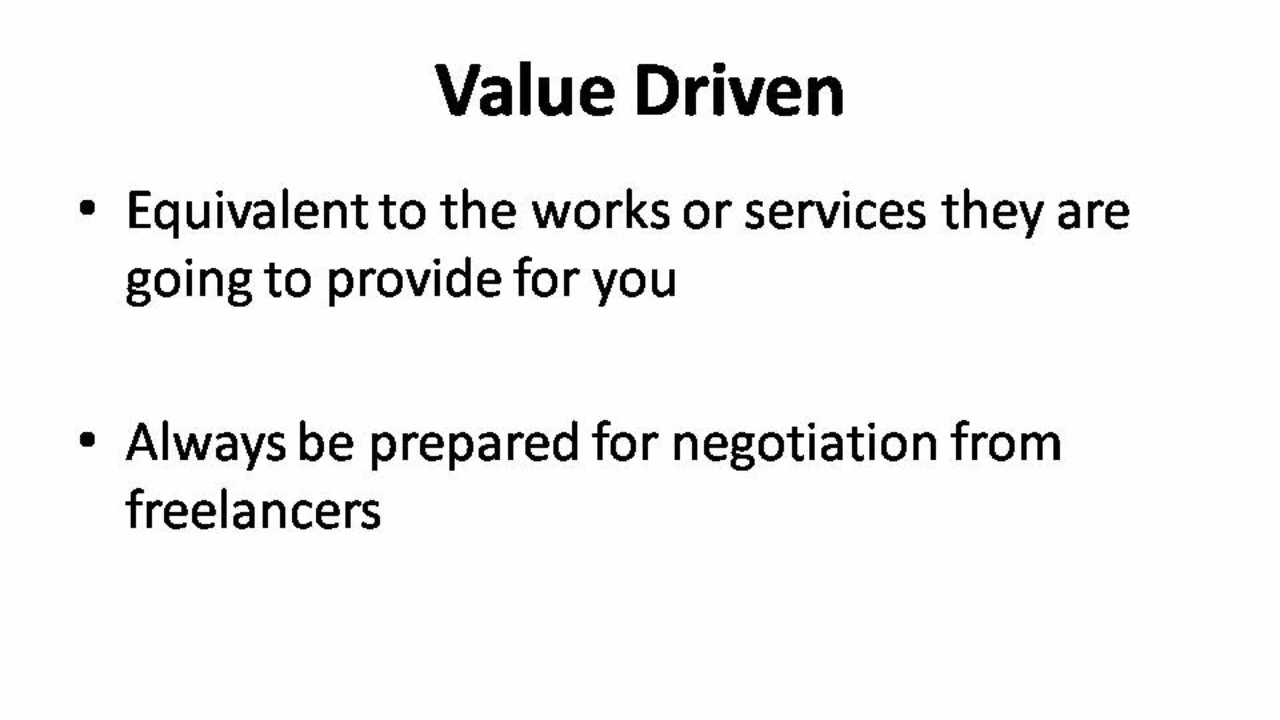 Value Driven
• Equivalent to the works or services they are
going to provide for you
• Always be prepared for negotiation from
freelancers